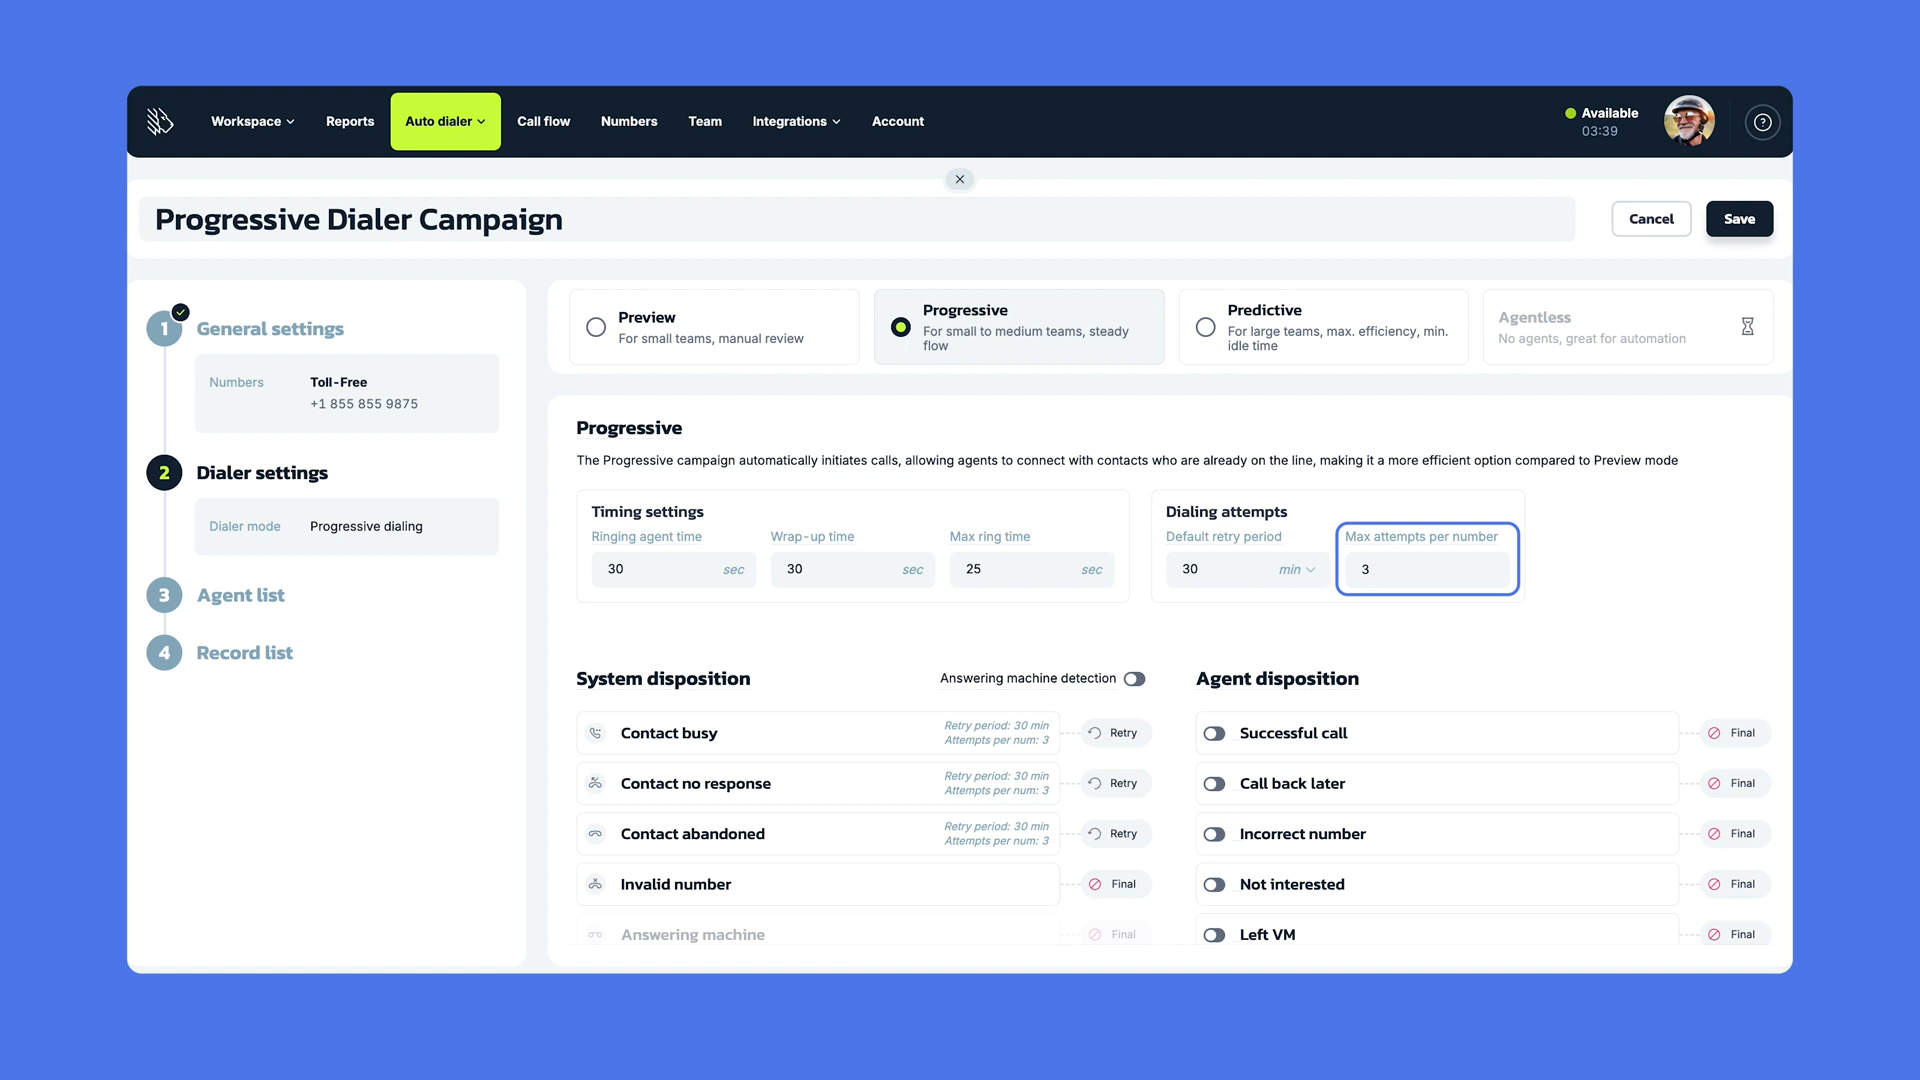 Workspace
Reports
Auto dialer
Call flow
Numbers
Team
Integrations
Account
Available
03:39
Progressive Dialer Campaign
Cancel
Save
1
General settings
Numbers
Toll-Free
+1 855 855 9875
2
Dialer settings
Dialer mode
Progressive dialing
3
Agent list
4
Record list
Preview
For small teams, manual review
Progressive
For small to medium teams, steady
flow
Predictive
For large teams, max. efficiency, min.
idle time
Agentless
No agents, great for automation
Progressive
The Progressive campaign automatically initiates calls, allowing agents to connect with contacts who are already on the line, making it a more efficient option compared to Preview mode
Timing settings
Ringing agent time
30 sec
Wrap-up time
30 sec
Max ring time
25 sec
Dialing attempts
Default retry period
30 min
Max attempts per number
3
System disposition
Answering machine detection
Contact busy
Retry period: 30 min
Attempts per num: 3
Retry
Contact no response
Retry period: 30 min
Attempts per num: 3
Retry
Contact abandoned
Retry period: 30 min
Attempts per num: 3
Retry
Invalid number
Final
Answering machine
Final
Agent disposition
Successful call
Final
Call back later
Final
Incorrect number
Final
Not interested
Final
Left VM
Final